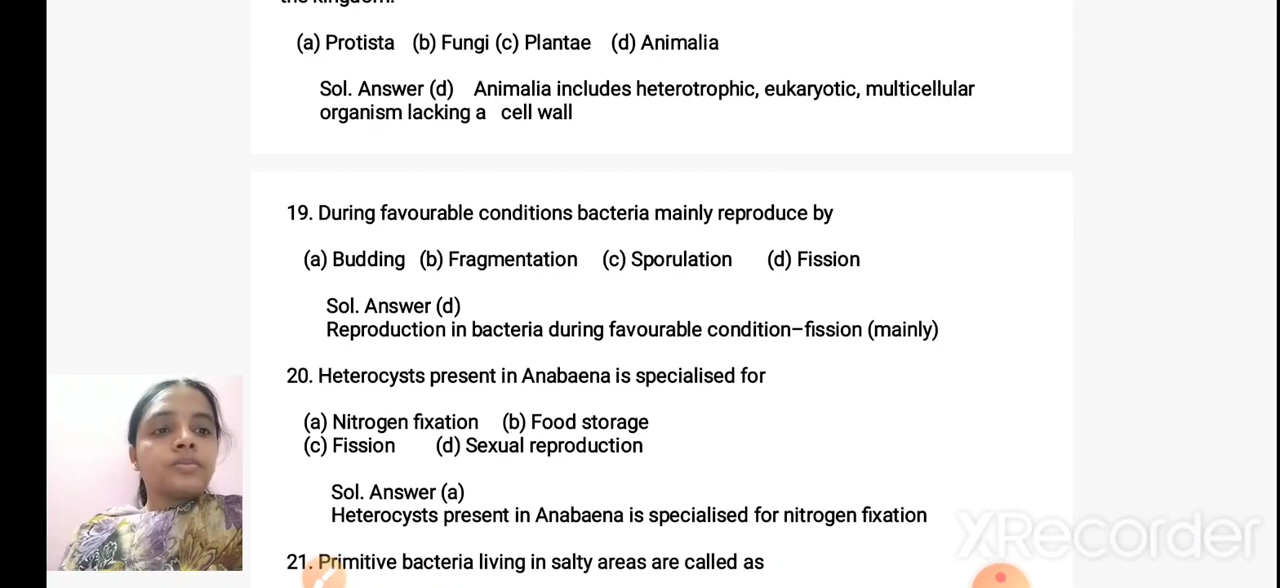 the kingdom.
(a) Protista (b) Fungi (c) Plantae (d) Animalia
Sol. Answer (d) Animalia includes heterotrophic, eukaryotic, multicellular
organism lacking a cell wall
19. During favourable conditions bacteria mainly reproduce by
(a) Budding (b) Fragmentation (c) Sporulation (d) Fission
Sol. Answer (d)
Reproduction in bacteria during favourable condition–fission (mainly)
20. Heterocysts present in Anabaena is specialised for
(a) Nitrogen fixation (b) Food storage
(c) Fission (d) Sexual reproduction
Sol. Answer (a)
Heterocysts present in Anabaena is specialised for nitrogen fixation
21. Primitive bacteria living in salty areas are called as
XRecorder